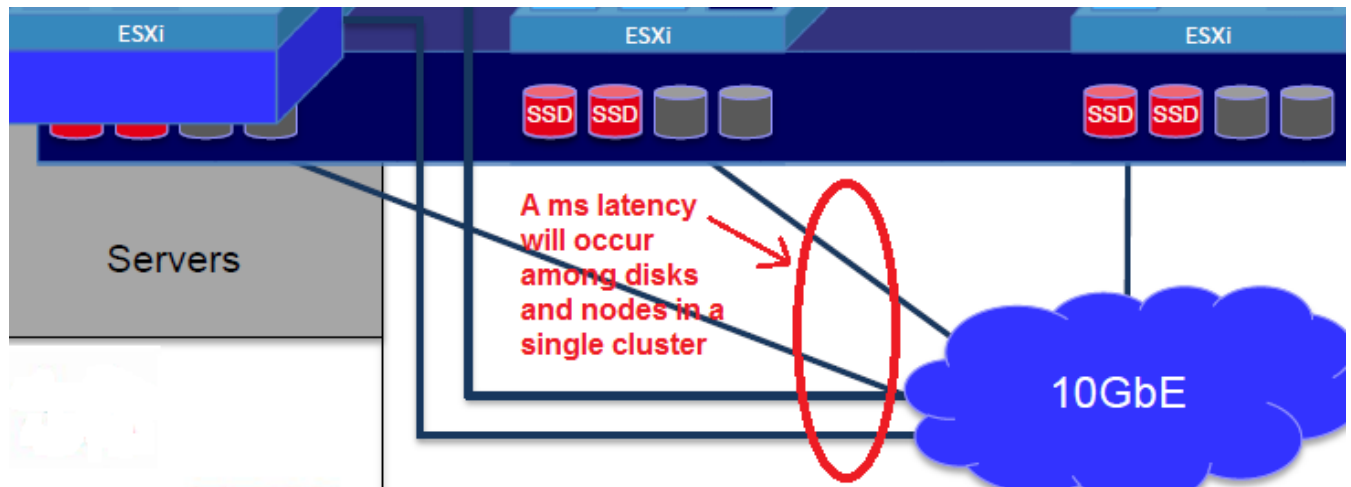 ESXi
ESXi
ESXi
SSD
SSD
SSD
SSD
A ms latency
will occur
among disks
and nodes in a
single cluster
Servers
10GbE